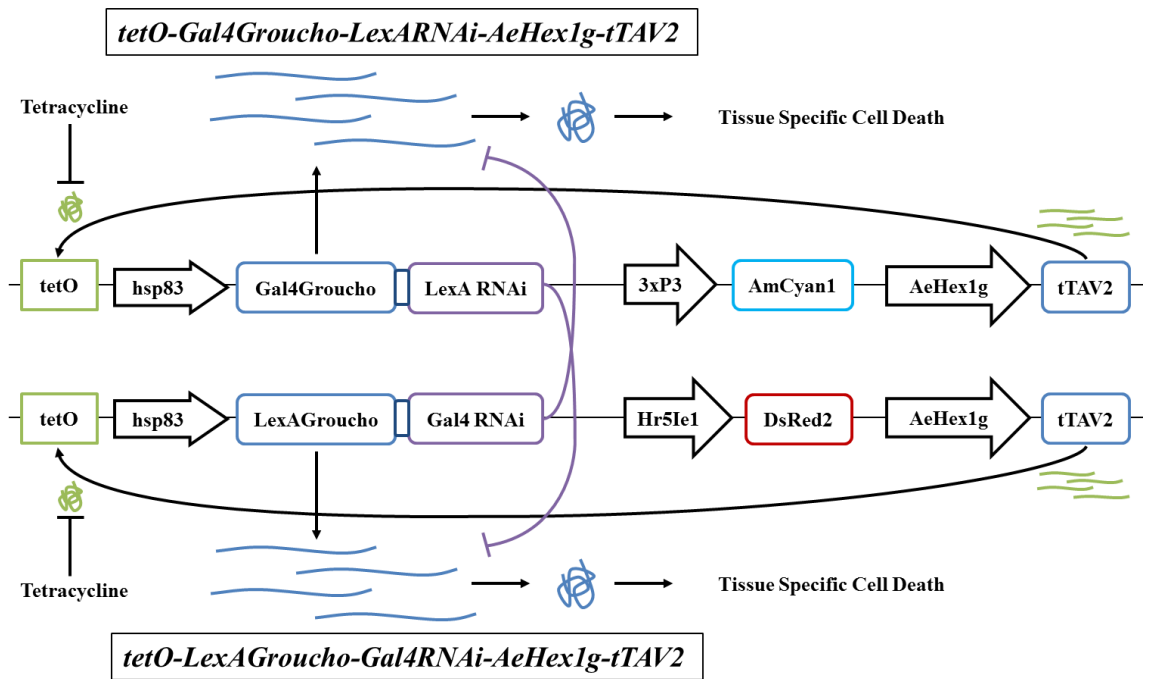 tetO-Gal4Groucho-LexARNAi-AeHex1g-tTAV2
Tetracycline
Tissue Specific Cell Death
tetO
hsp83
Gal4Groucho
LexA RNAi
3xP3
AmCyan1
AeHex1g
tTAV2
tetO
hsp83
LexAGroucho
Gal4 RNAi
Hr5Ie1
DsRed2
AeHex1g
tTAV2
Tetracycline
Tissue Specific Cell Death
tetO-LexAGroucho-Gal4RNAi-AeHex1g-tTAV2